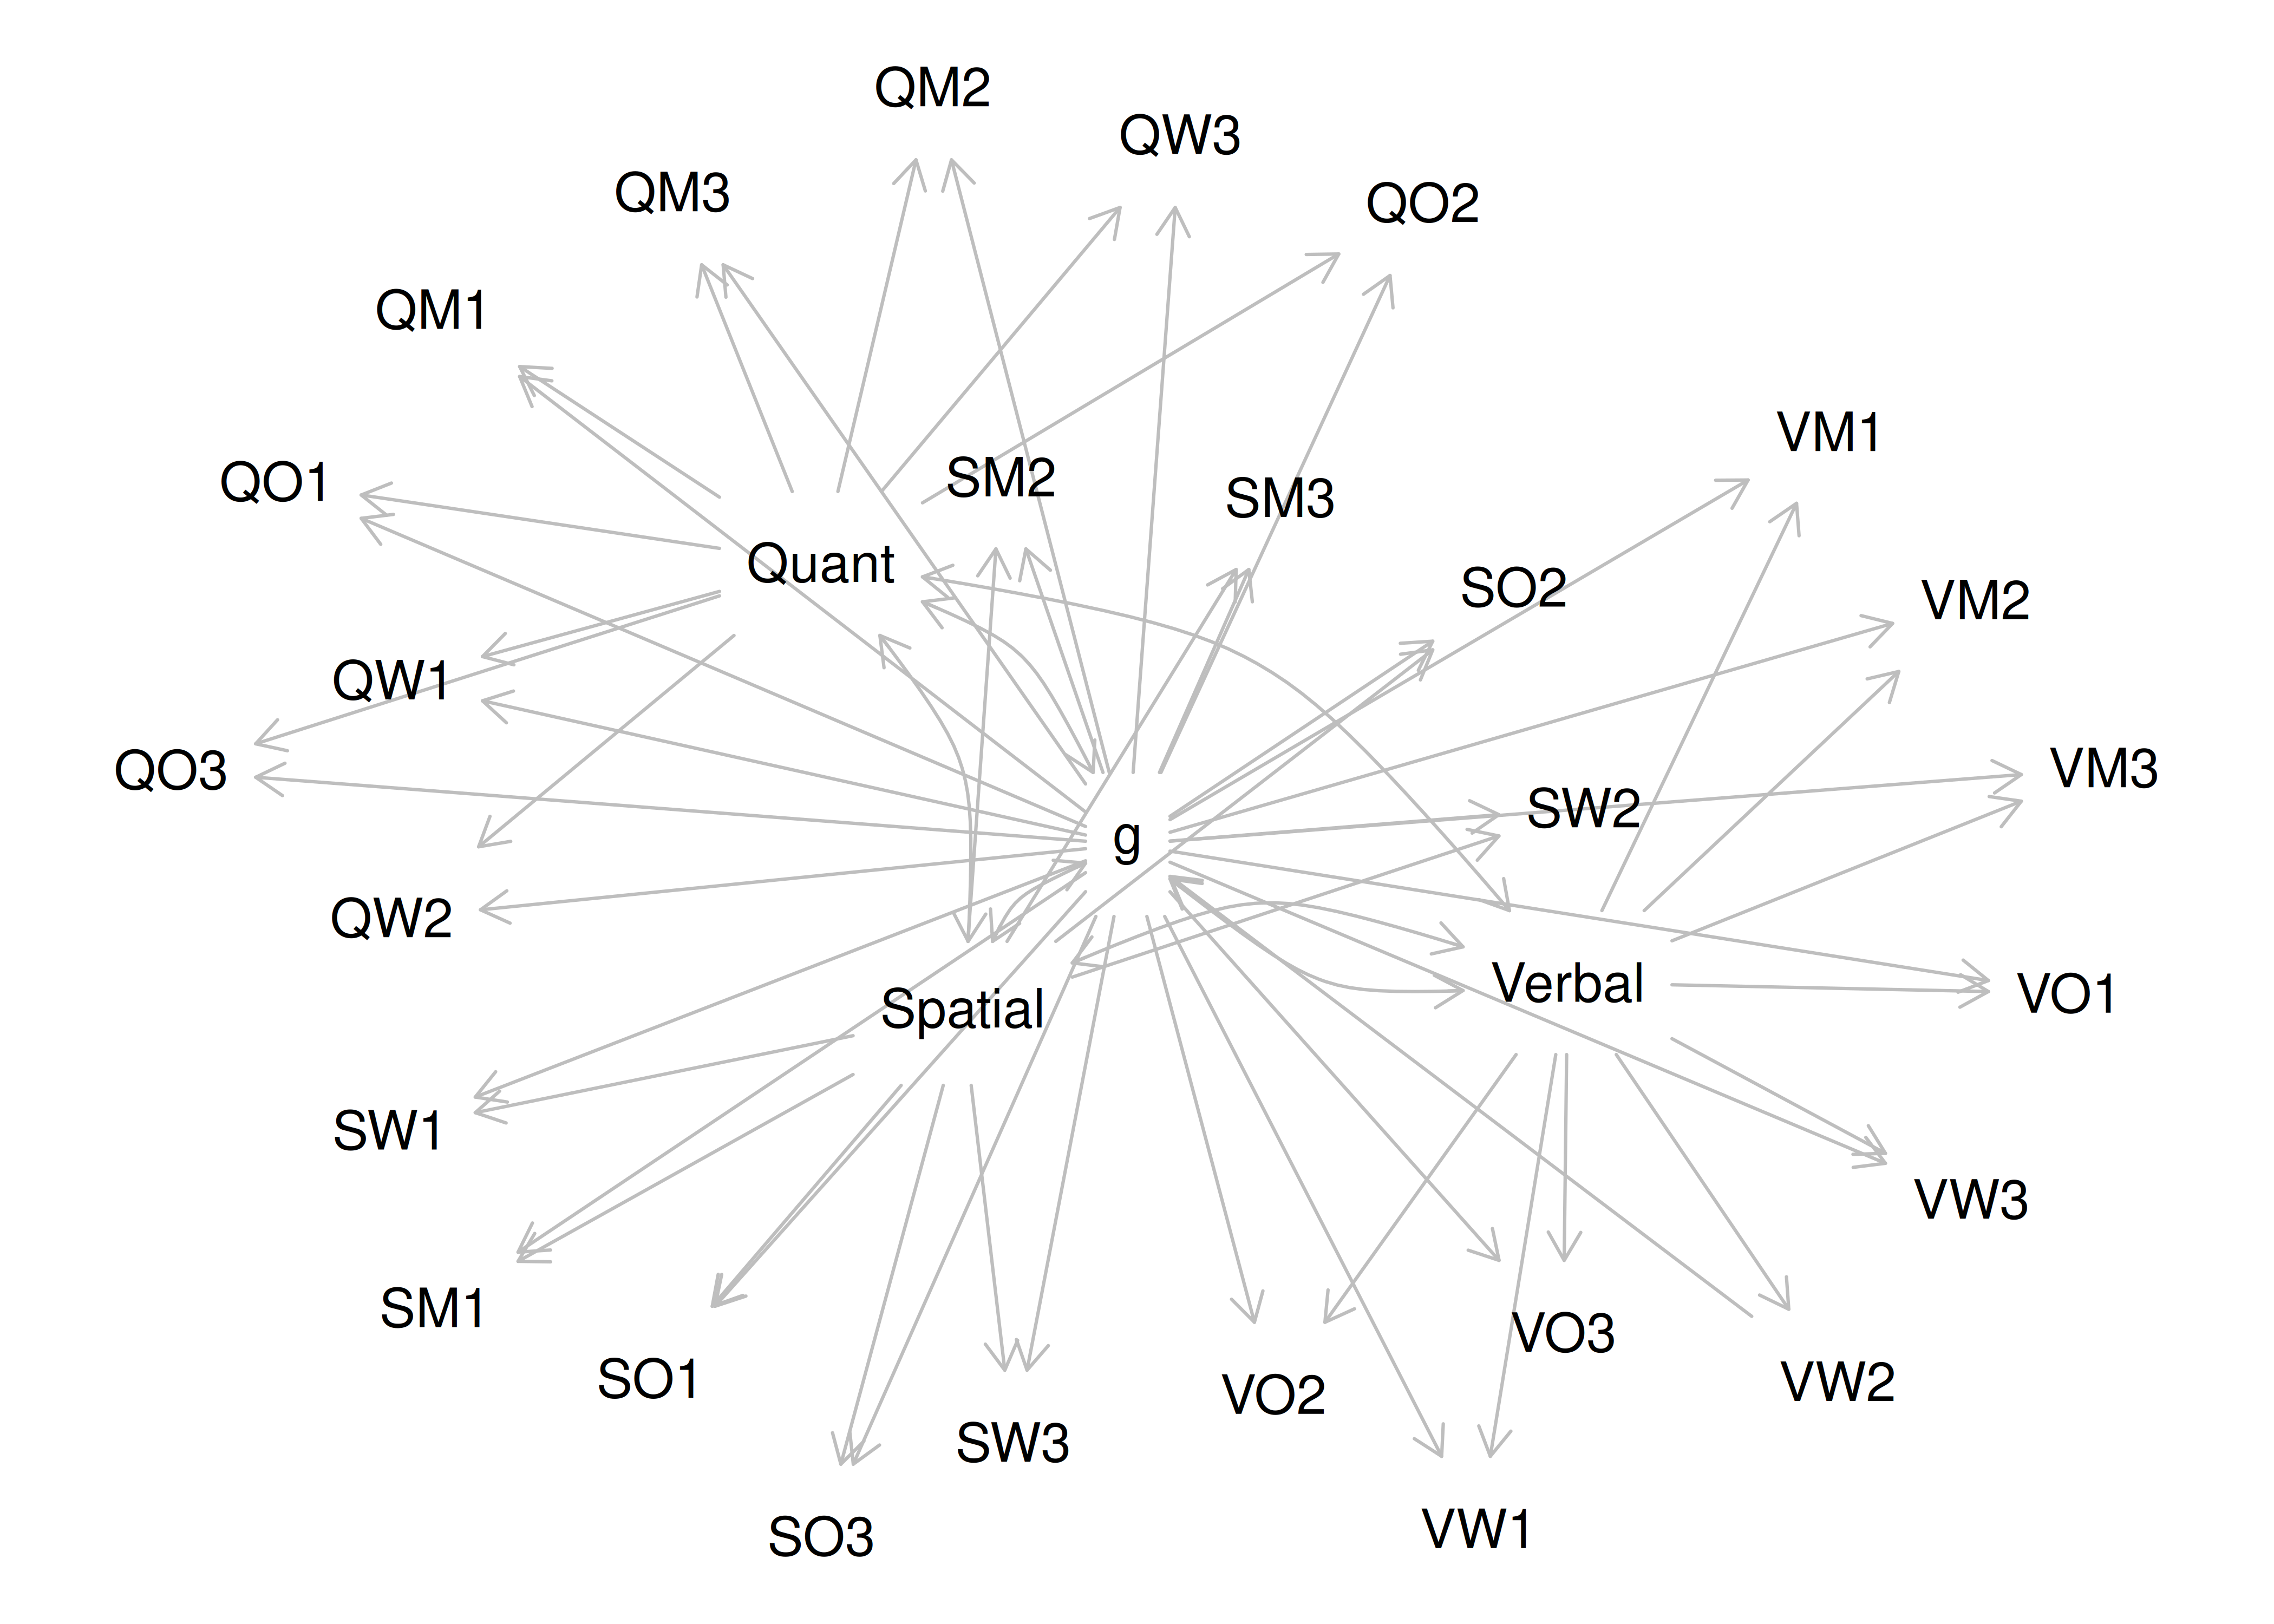 QM2
QW3
QM3
QO2
QM1
VM1
QO1
SM2
SM3
Quant
SO2
VM2
QW1
QO3
VM3
SW2
g
QW2
Verbal
VO1
Spatial
SW1
VW3
SM1
VO3
SO1
VW2
VO2
SW3
VW1
SO3